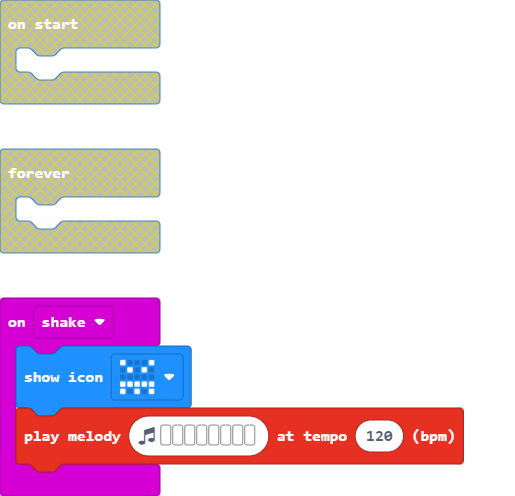 on start
forever
on shake
show icon
play melody at tempo 120 (bpm)